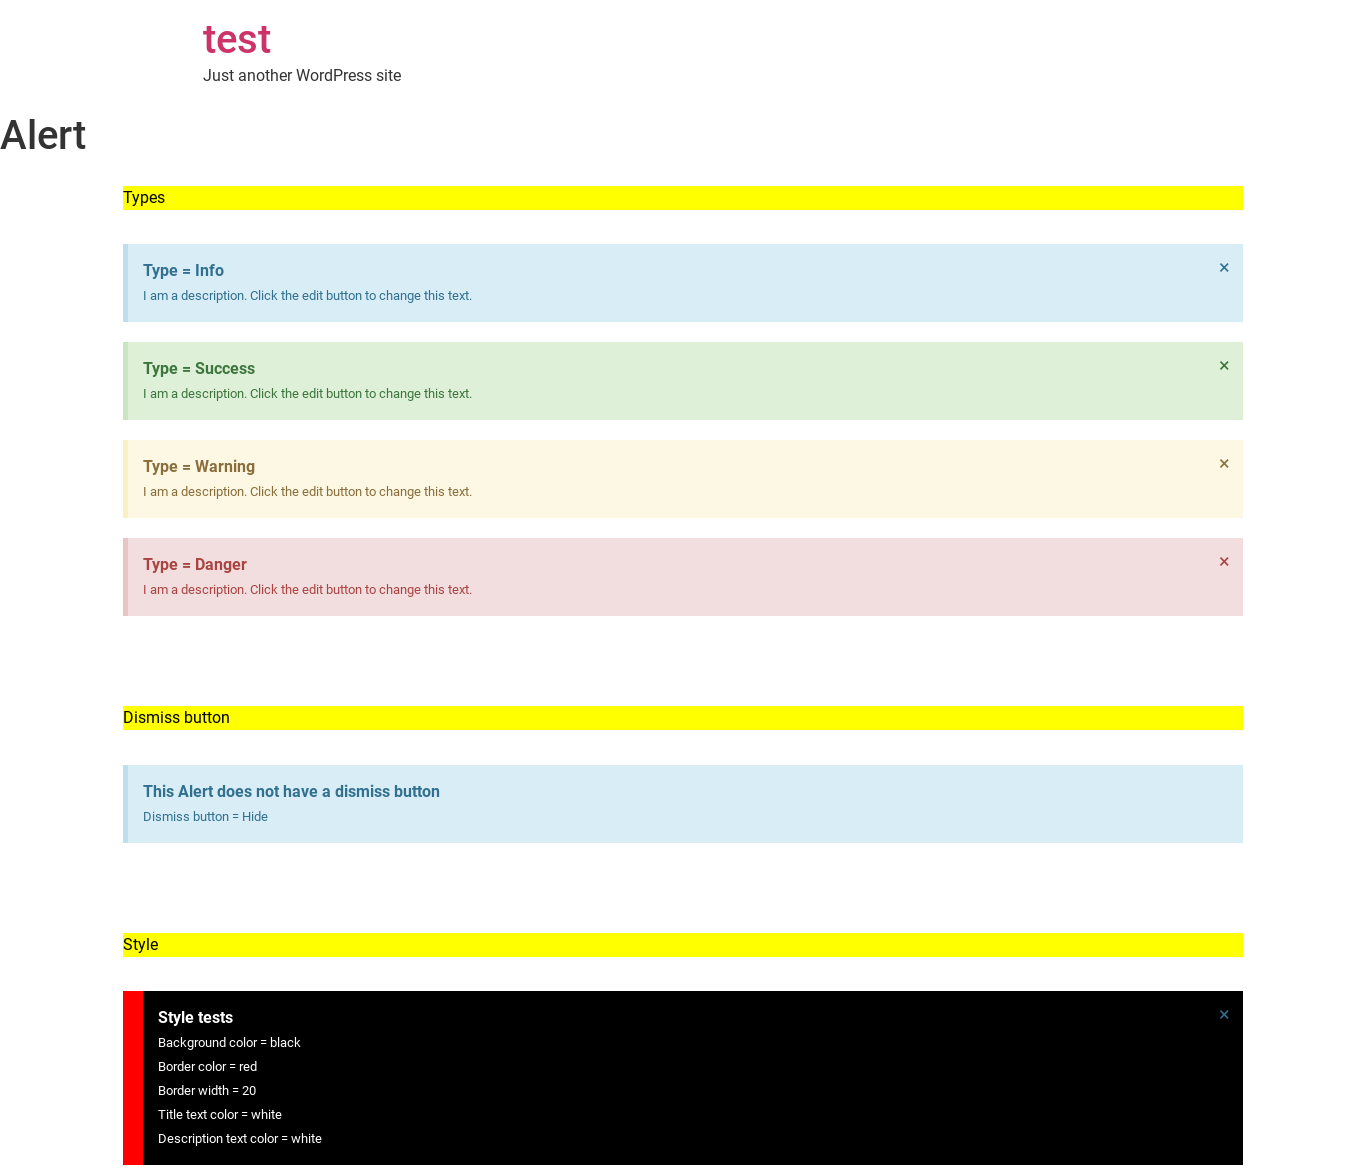 test
Just another WordPress site
Alert
Types
Type = Info
×
I am a description. Click the edit button to change this text.
Type = Success
×
I am a description. Click the edit button to change this text.
Type = Warning
×
I am a description. Click the edit button to change this text.
Type = Danger
×
I am a description. Click the edit button to change this text.
Dismiss button
This Alert does not have a dismiss button
Dismiss button = Hide
Style
Style tests
×
Background color = black
Border color = red
Border width = 20
Title text color = white
Description text color = white